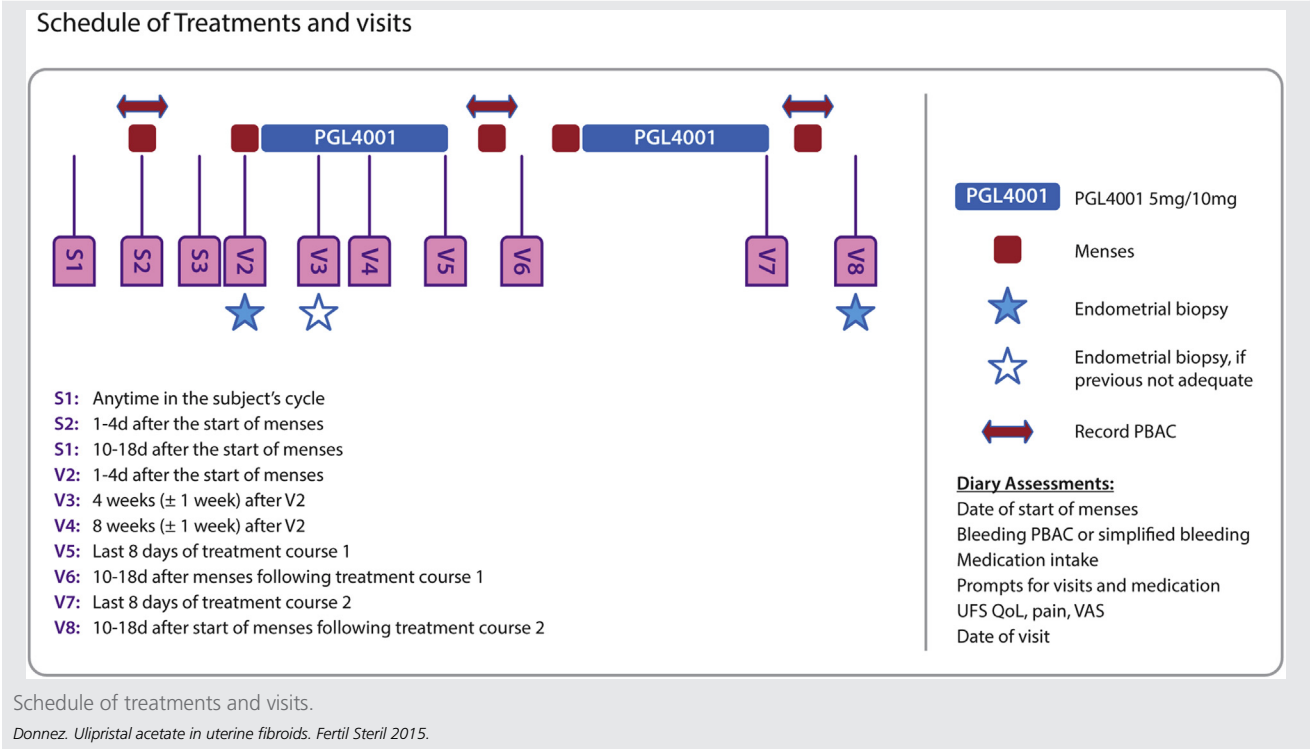 Schedule of Treatments and visits
PGL4001
PGL4001
S1
S2
S3
V2
V3
V4
V5
V6
V7
V8
S1: Anytime in the subject's cycle
S2: 1-4d after the start of menses
S1: 10-18d after the start of menses
V2: 1-4d after the start of menses
V3: 4 weeks (± 1 week) after V2
V4: 8 weeks (± 1 week) after V2
V5: Last 8 days of treatment course 1
V6: 10-18d after menses following treatment course 1
V7: Last 8 days of treatment course 2
V8: 10-18d after start of menses following treatment course 2
PGL4001 PGL4001 5mg/10mg
Menses
Endometrial biopsy
Endometrial biopsy, if
previous not adequate
Record PBAC
Diary Assessments:
Date of start of menses
Bleeding PBAC or simplified bleeding
Medication intake
Prompts for visits and medication
UFS QoL, pain, VAS
Date of visit
Schedule of treatments and visits.
Donnez. Ulipristal acetate in uterine fibroids. Fertil Steril 2015.